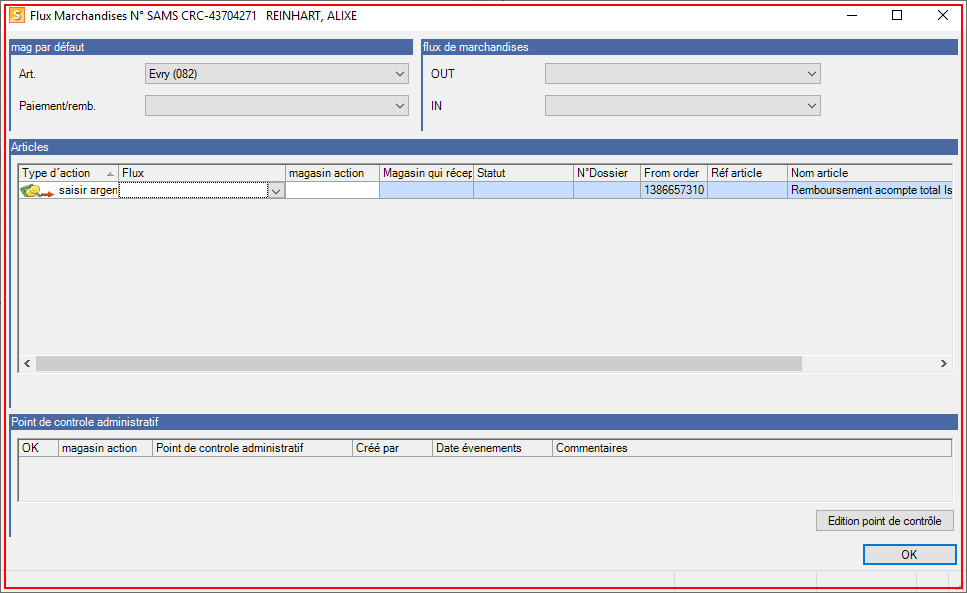 S Flux Marchandises N° SAMS CRC-43704271 REINHART, ALIXE
mag par défaut
flux de marchandises
Art. Evry (082)
OUT
Paiement/remb.
IN
Articles
Type d´action Flux magasin action Magasin qui récep Statut N°Dossier From order Réf article Nom article
saisir argen 1386657310 Remboursement acompte total Is
Point de controle administratif
OK magasin action Point de controle administratif Créé par Date évenements Commentaires
Edition point de contrôle
OK